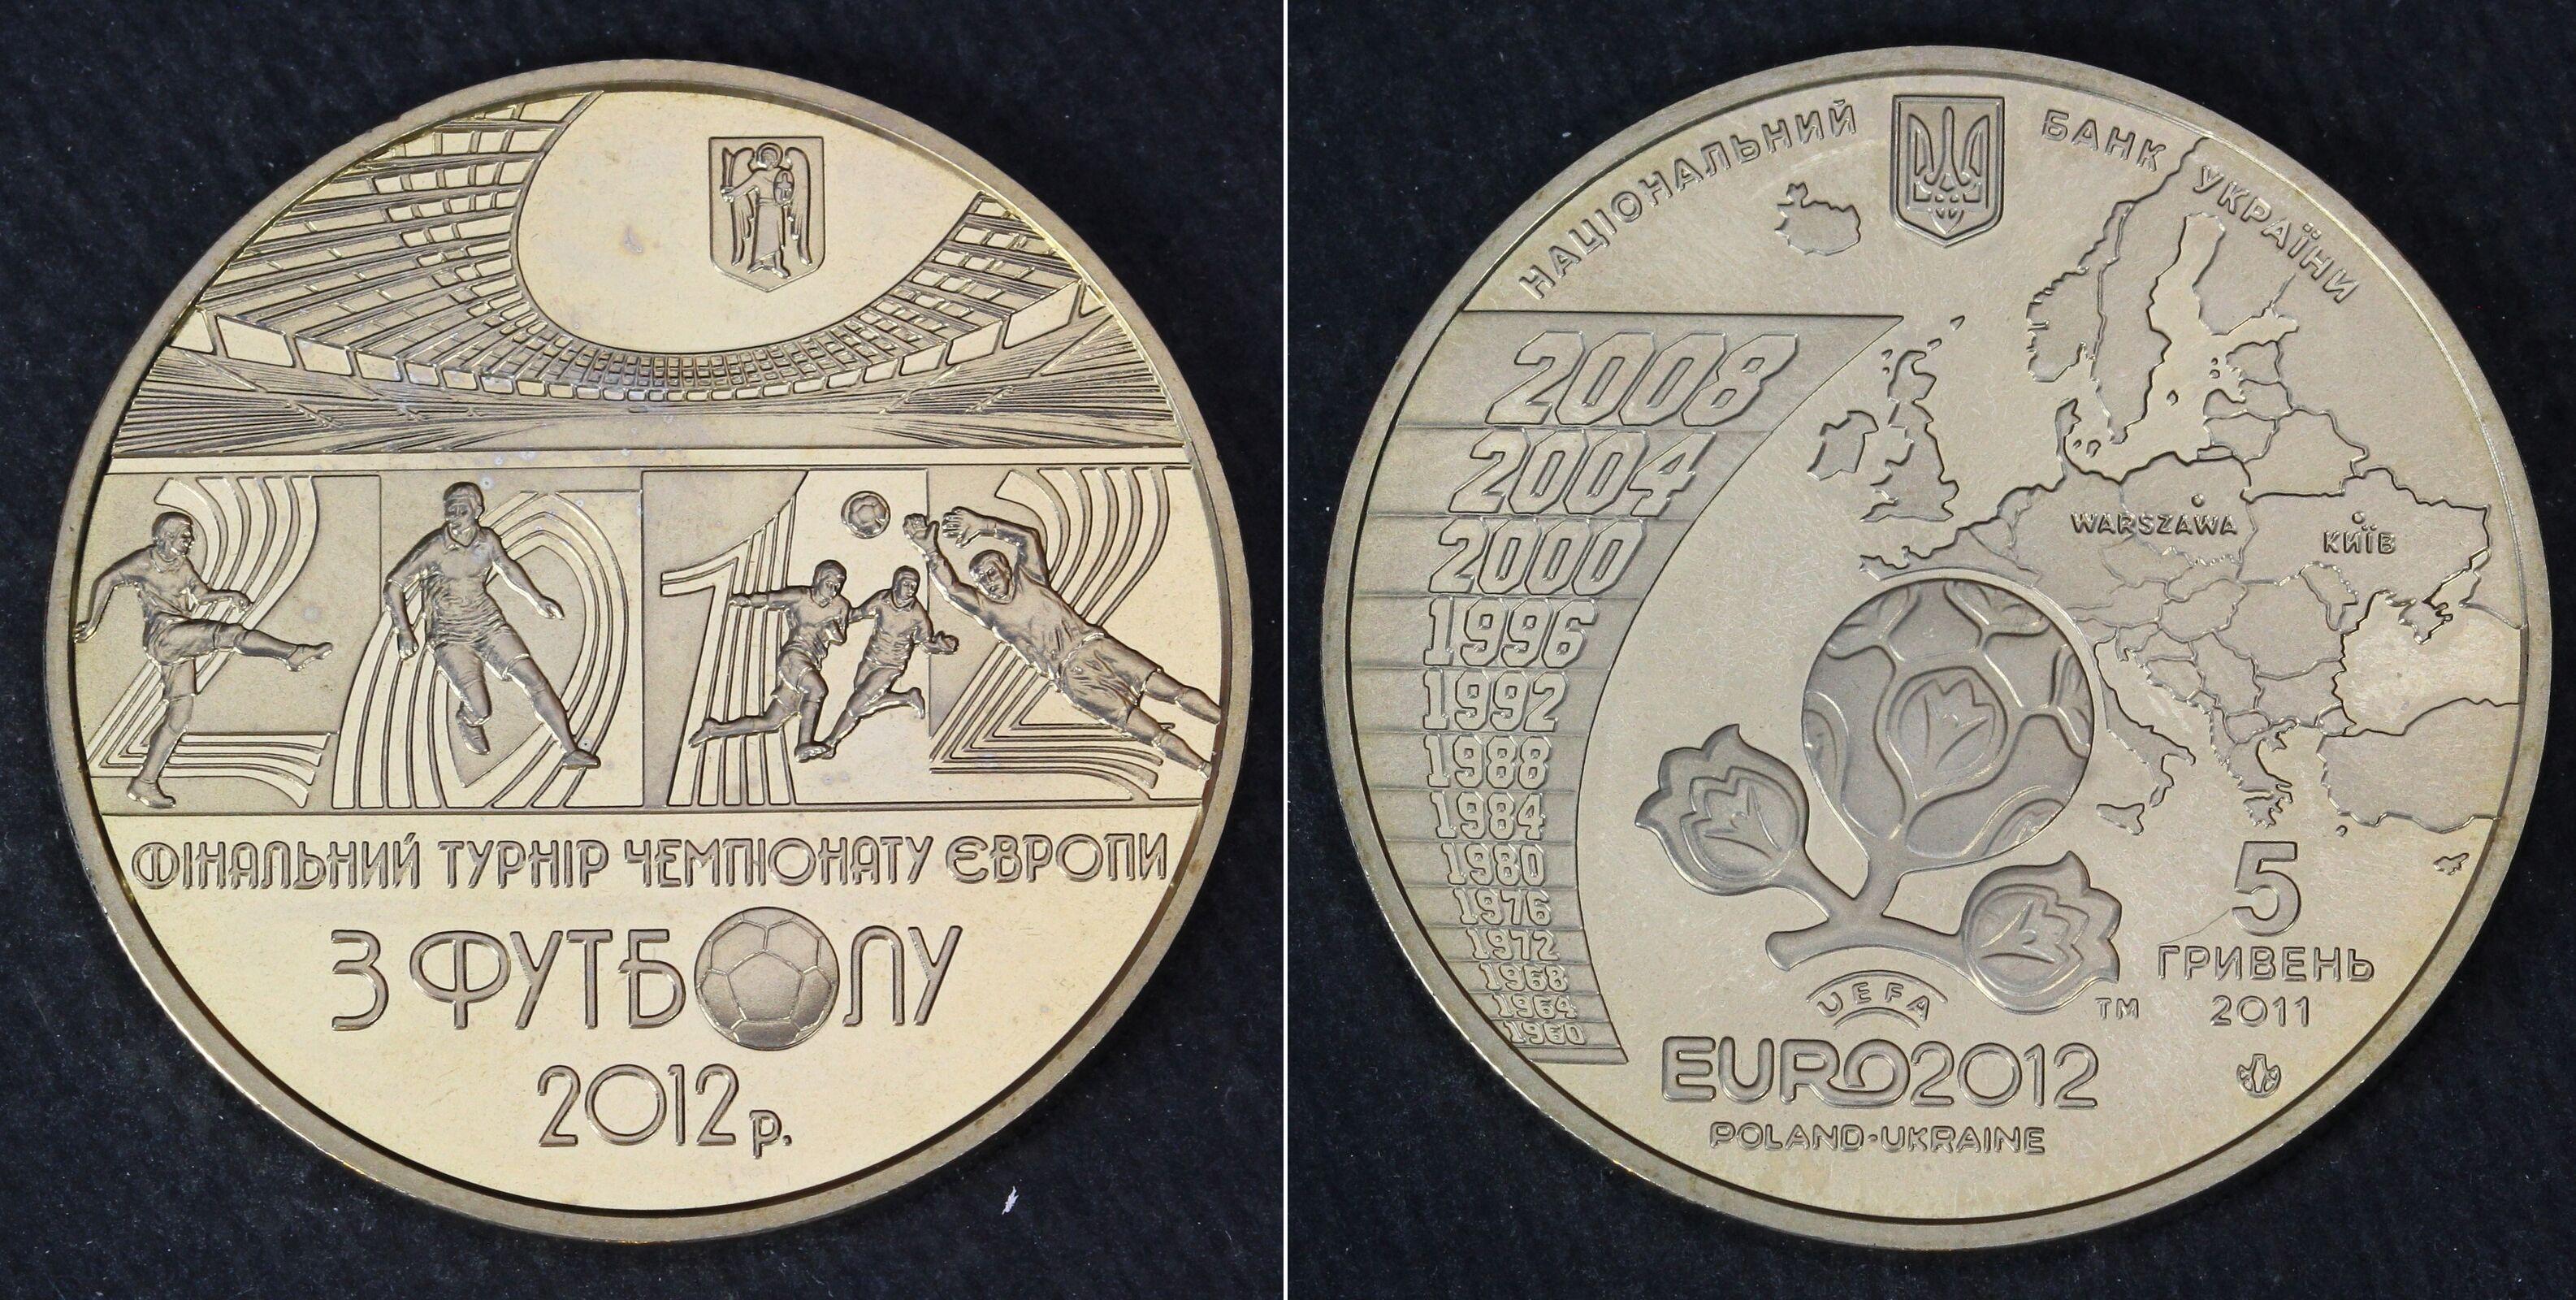 2012
ФІНАЛЬНИЙ ТУРНІР ЧЕМПІОНАТУ ЄВРОПИ
З ФУТБОЛУ
2012р.
НАЦІОНАЛЬНИЙ БАНК УКРАЇНИ
2008
2004
2000
1996
1992
1988
1984
1980
1976
1972
1968
1964
1960
WARSZAWA
КИЇВ
5
ГРИВЕНЬ
2011
UEFA
TM
EURO2012
POLAND·UKRAINE